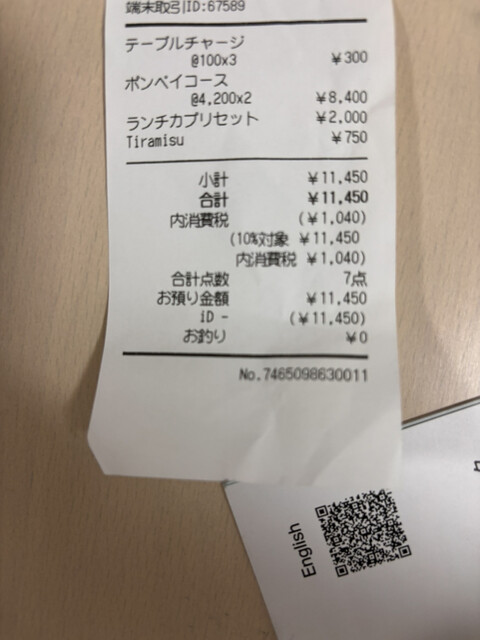 端末取引ID:67589
テーブルチャージ
@100x3 ¥300
ボンペイコース
@4,200x2 ¥8,400
ランチカプリセット ¥2,000
Tiramisu ¥750
小計 ¥11,450
合計 ¥11,450
内消費税 (¥1,040)
(10%対象 ¥11,450
内消費税 ¥1,040)
合計点数 7点
お預り金額 ¥11,450
iD - (¥11,450)
お釣り ¥0
No.7465098630011
English